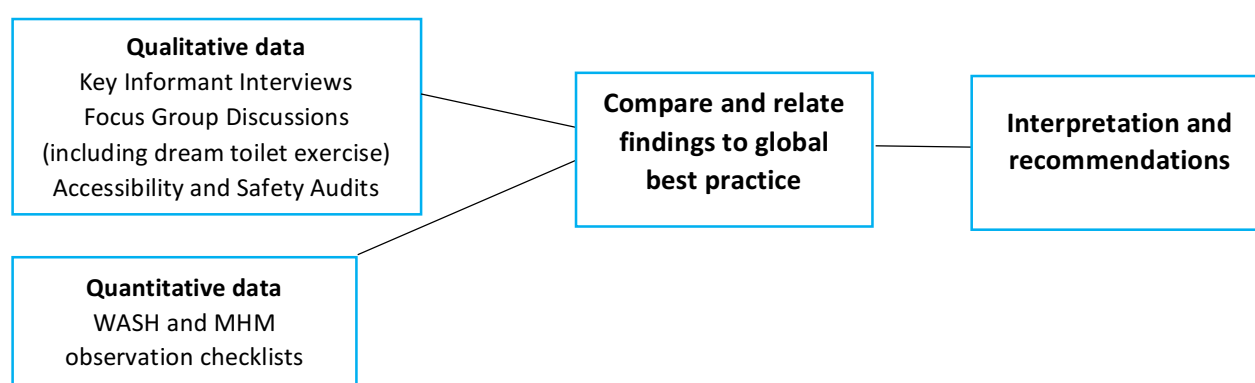 Qualitative data
Key Informant Interviews
Focus Group Discussions
(including dream toilet exercise)
Accessibility and Safety Audits
Quantitative data
WASH and MHM
observation checklists
Compare and relate
findings to global
best practice
Interpretation and
recommendations